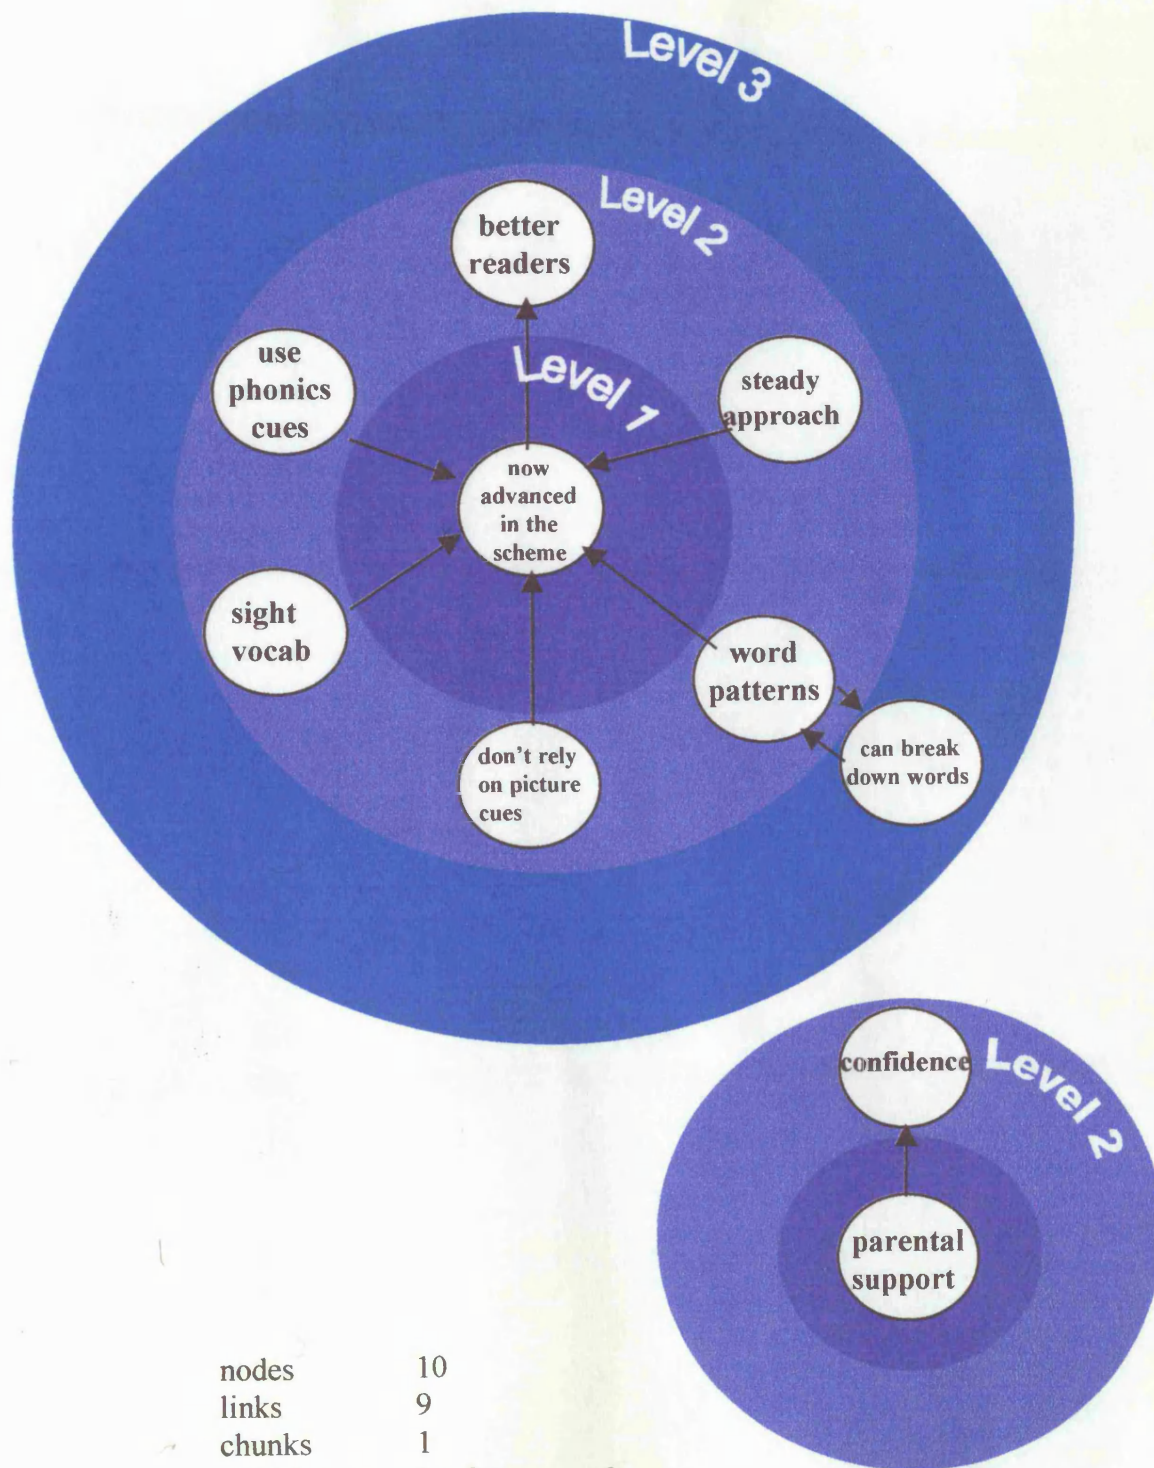 Level 3
Level 2
better
readers
Level 1
use
phonics
cues
steady
approach
now
advanced
in the
scheme
sight
vocab
word
patterns
don't rely
on picture
cues
can break
down words
confidence
Level 2
parental
support
nodes 10
links 9
chunks 1